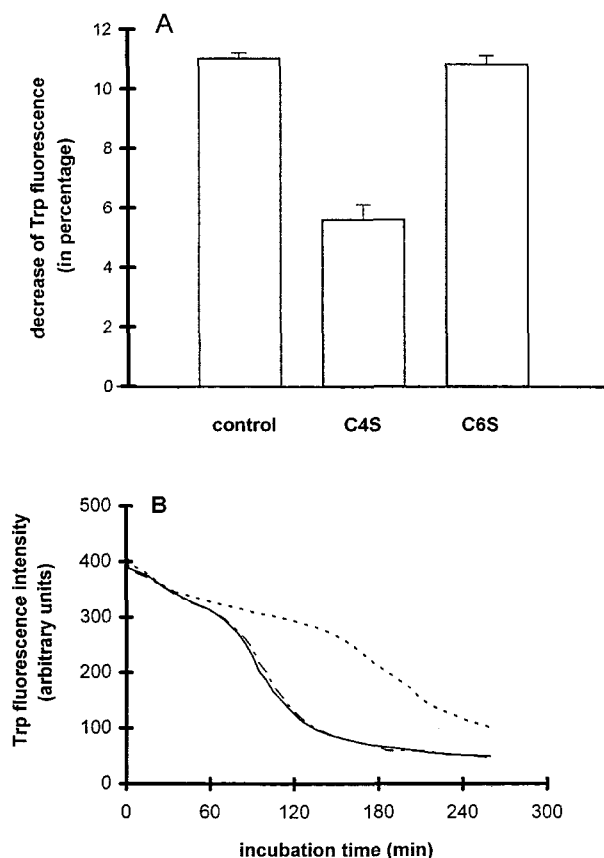 A
decrease of Trp fluorescence
(in percentage)
12
10
8
6
4
2
0
control C4S C6S
B
Trp fluorescence intensity
(arbitrary units)
500
400
300
200
100
0
0 60 120 180 240 300
incubation time (min)